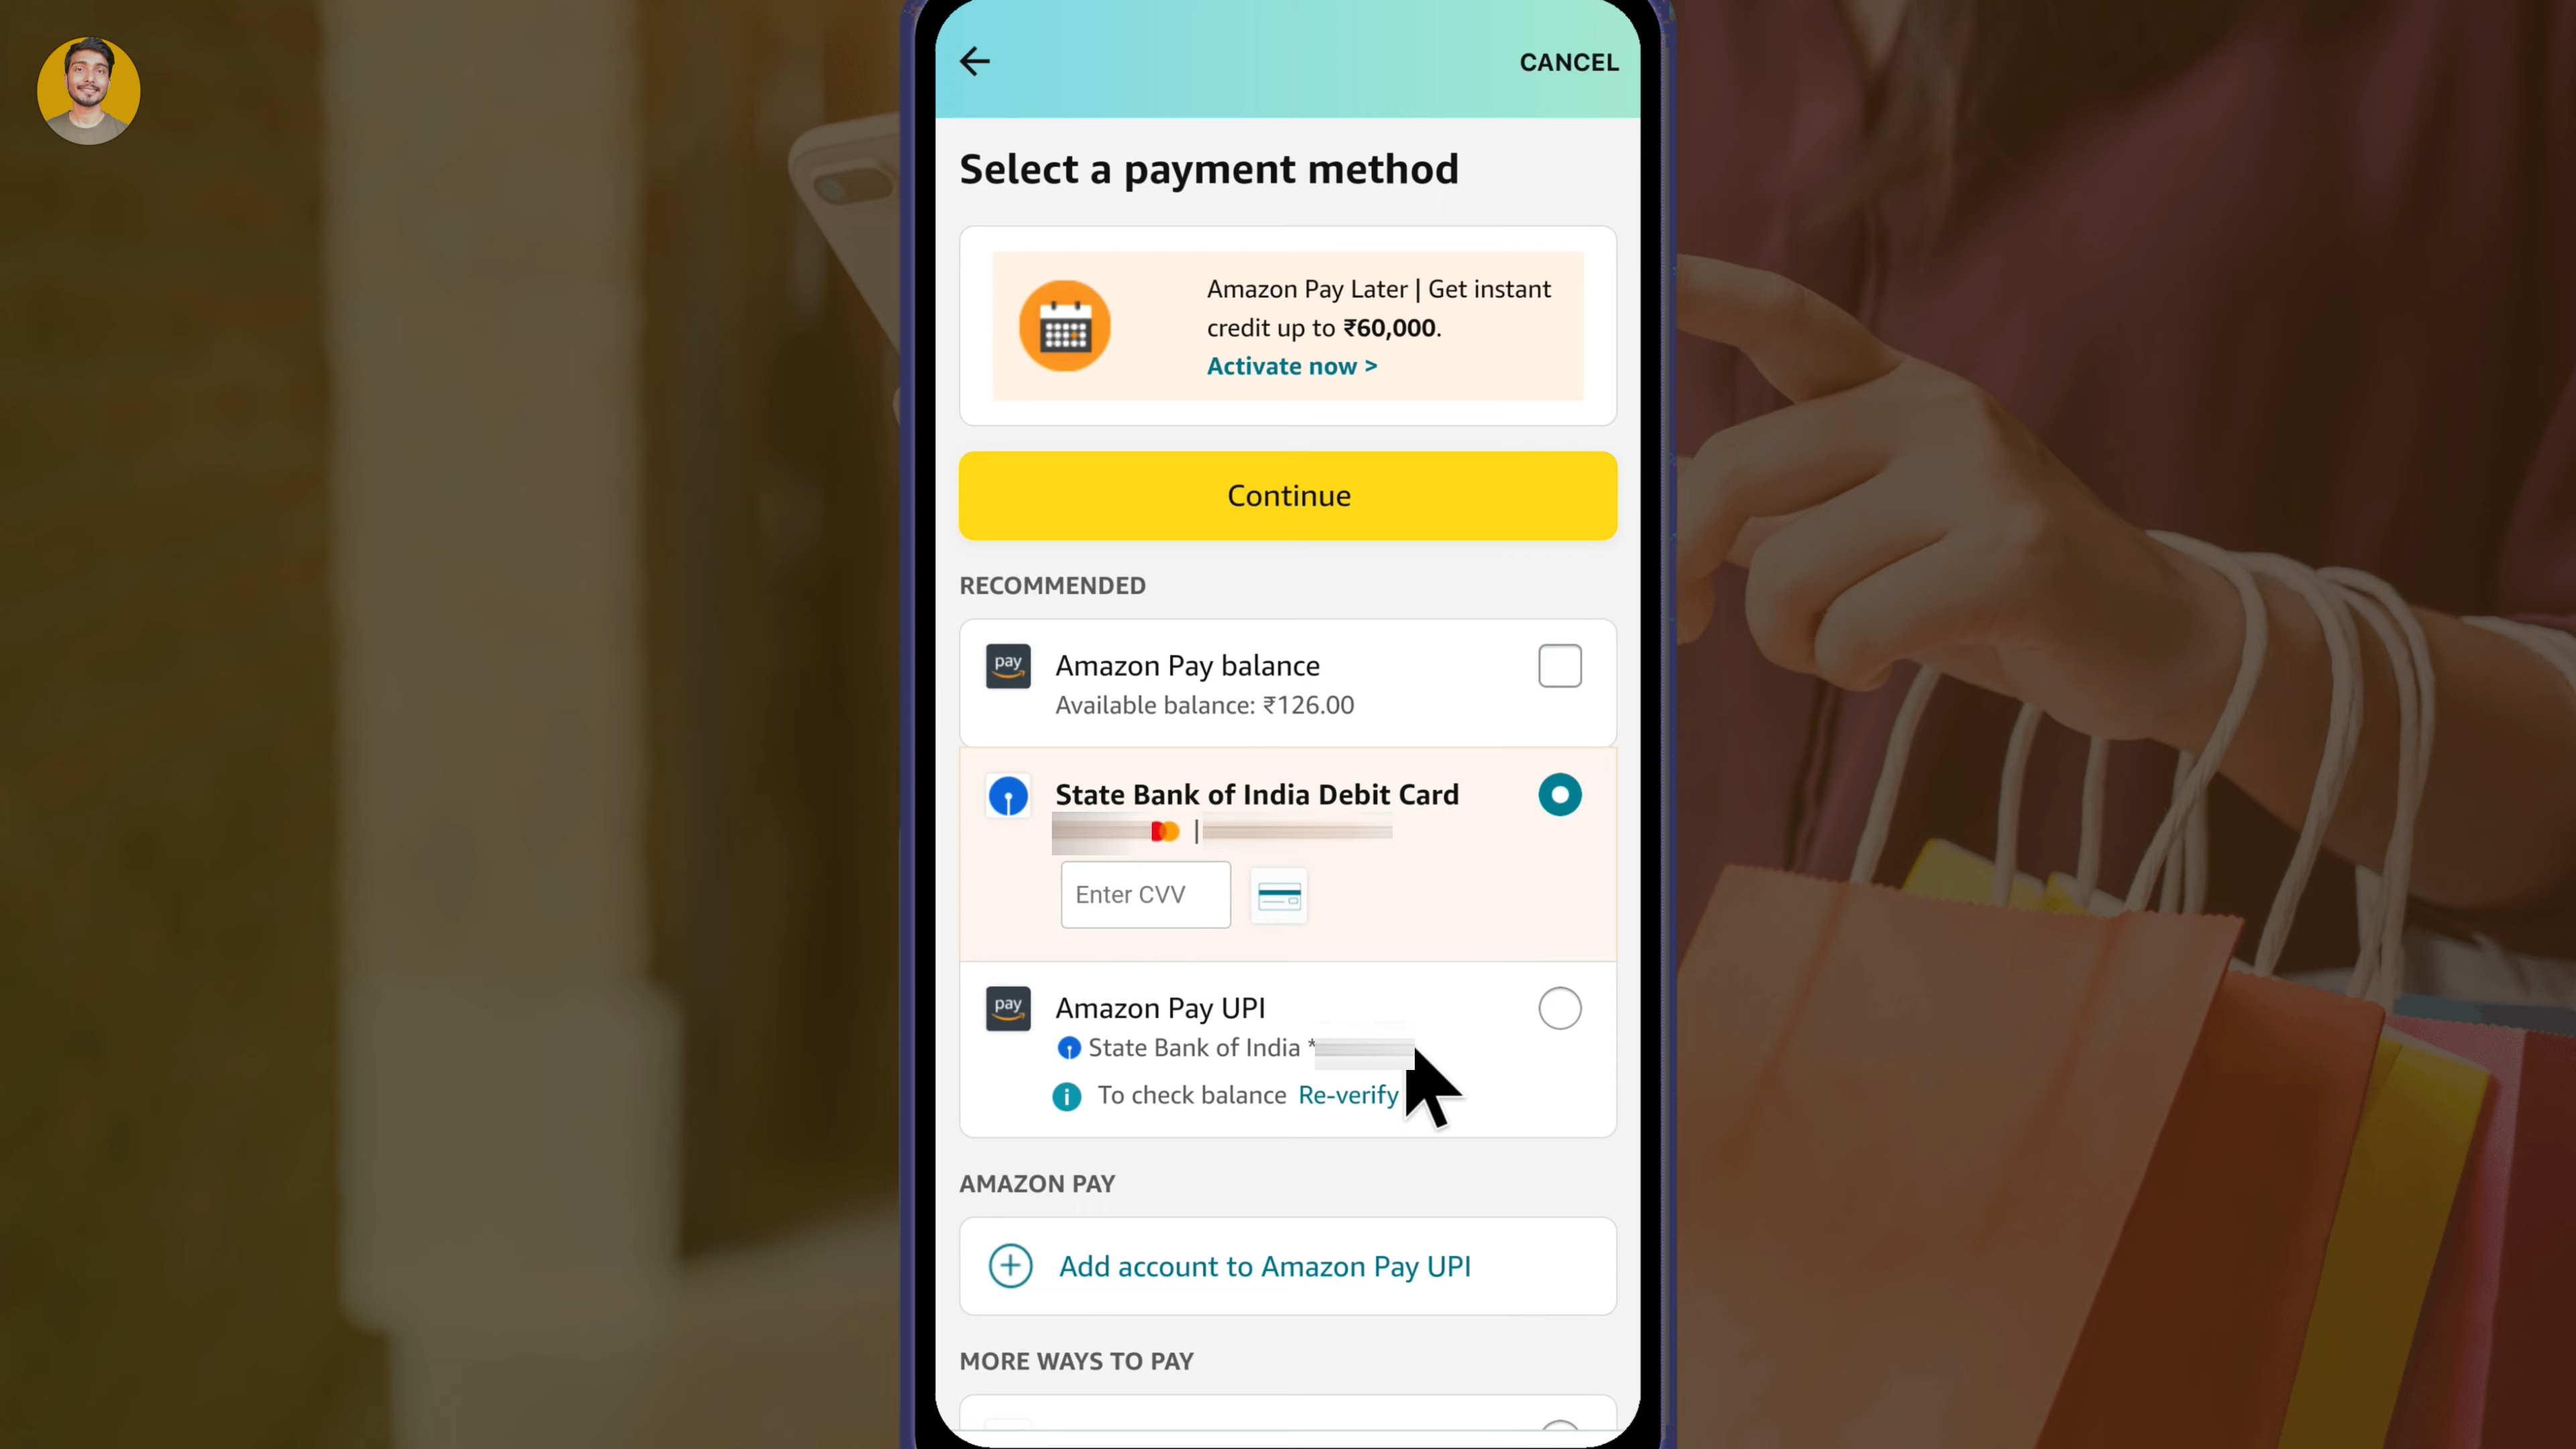 CANCEL
Select a payment method
Amazon Pay Later | Get instant
credit up to ₹60,000.
Activate now >
Continue
RECOMMENDED
pay
Amazon Pay balance
Available balance: ₹126.00
State Bank of India Debit Card
|
Enter CVV
pay
Amazon Pay UPI
State Bank of India *
i To check balance Re-verify
AMAZON PAY
Add account to Amazon Pay UPI
MORE WAYS TO PAY